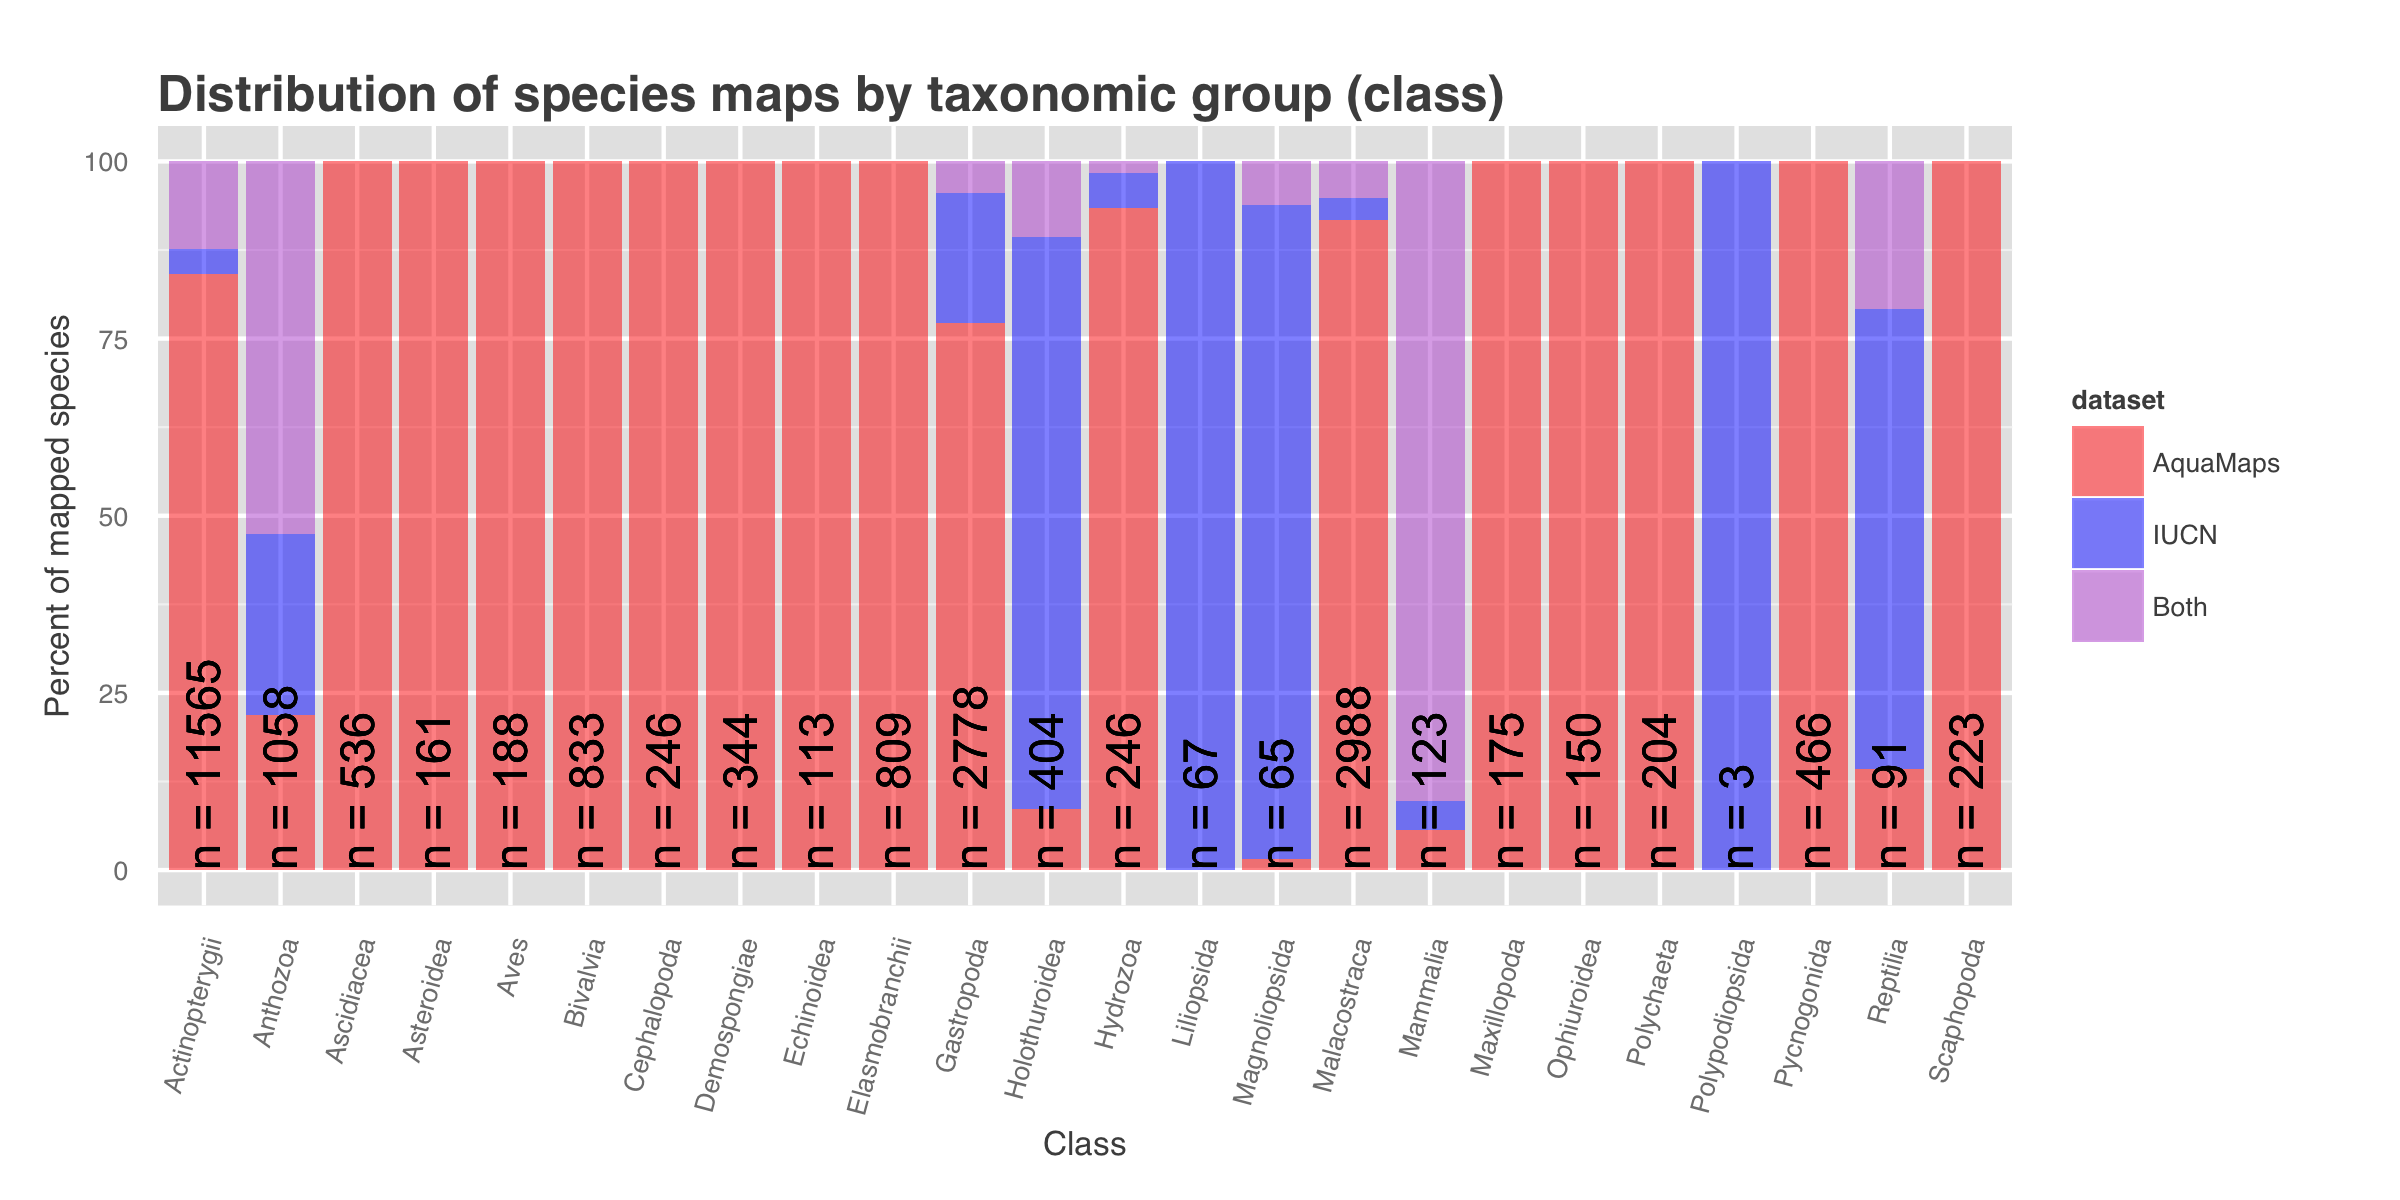 Distribution of species maps by taxonomic group (class)
Percent of mapped species
100
75
50
25
0
n = 11565
n = 1058
n = 536
n = 161
n = 188
n = 833
n = 246
n = 344
n = 113
n = 809
n = 2778
n = 404
n = 246
n = 67
n = 65
n = 2988
n = 123
n = 175
n = 150
n = 204
n = 3
n = 466
n = 91
n = 223
Actinopterygii
Anthozoa
Ascidiacea
Asteroidea
Aves
Bivalvia
Cephalopoda
Demospongiae
Echinoidea
Elasmobranchii
Gastropoda
Holothuroidea
Hydrozoa
Liliopsida
Magnoliopsida
Malacostraca
Mammalia
Maxillopoda
Ophiuroidea
Polychaeta
Polypodiopsida
Pycnogonida
Reptilia
Scaphopoda
Class
dataset
AquaMaps
IUCN
Both